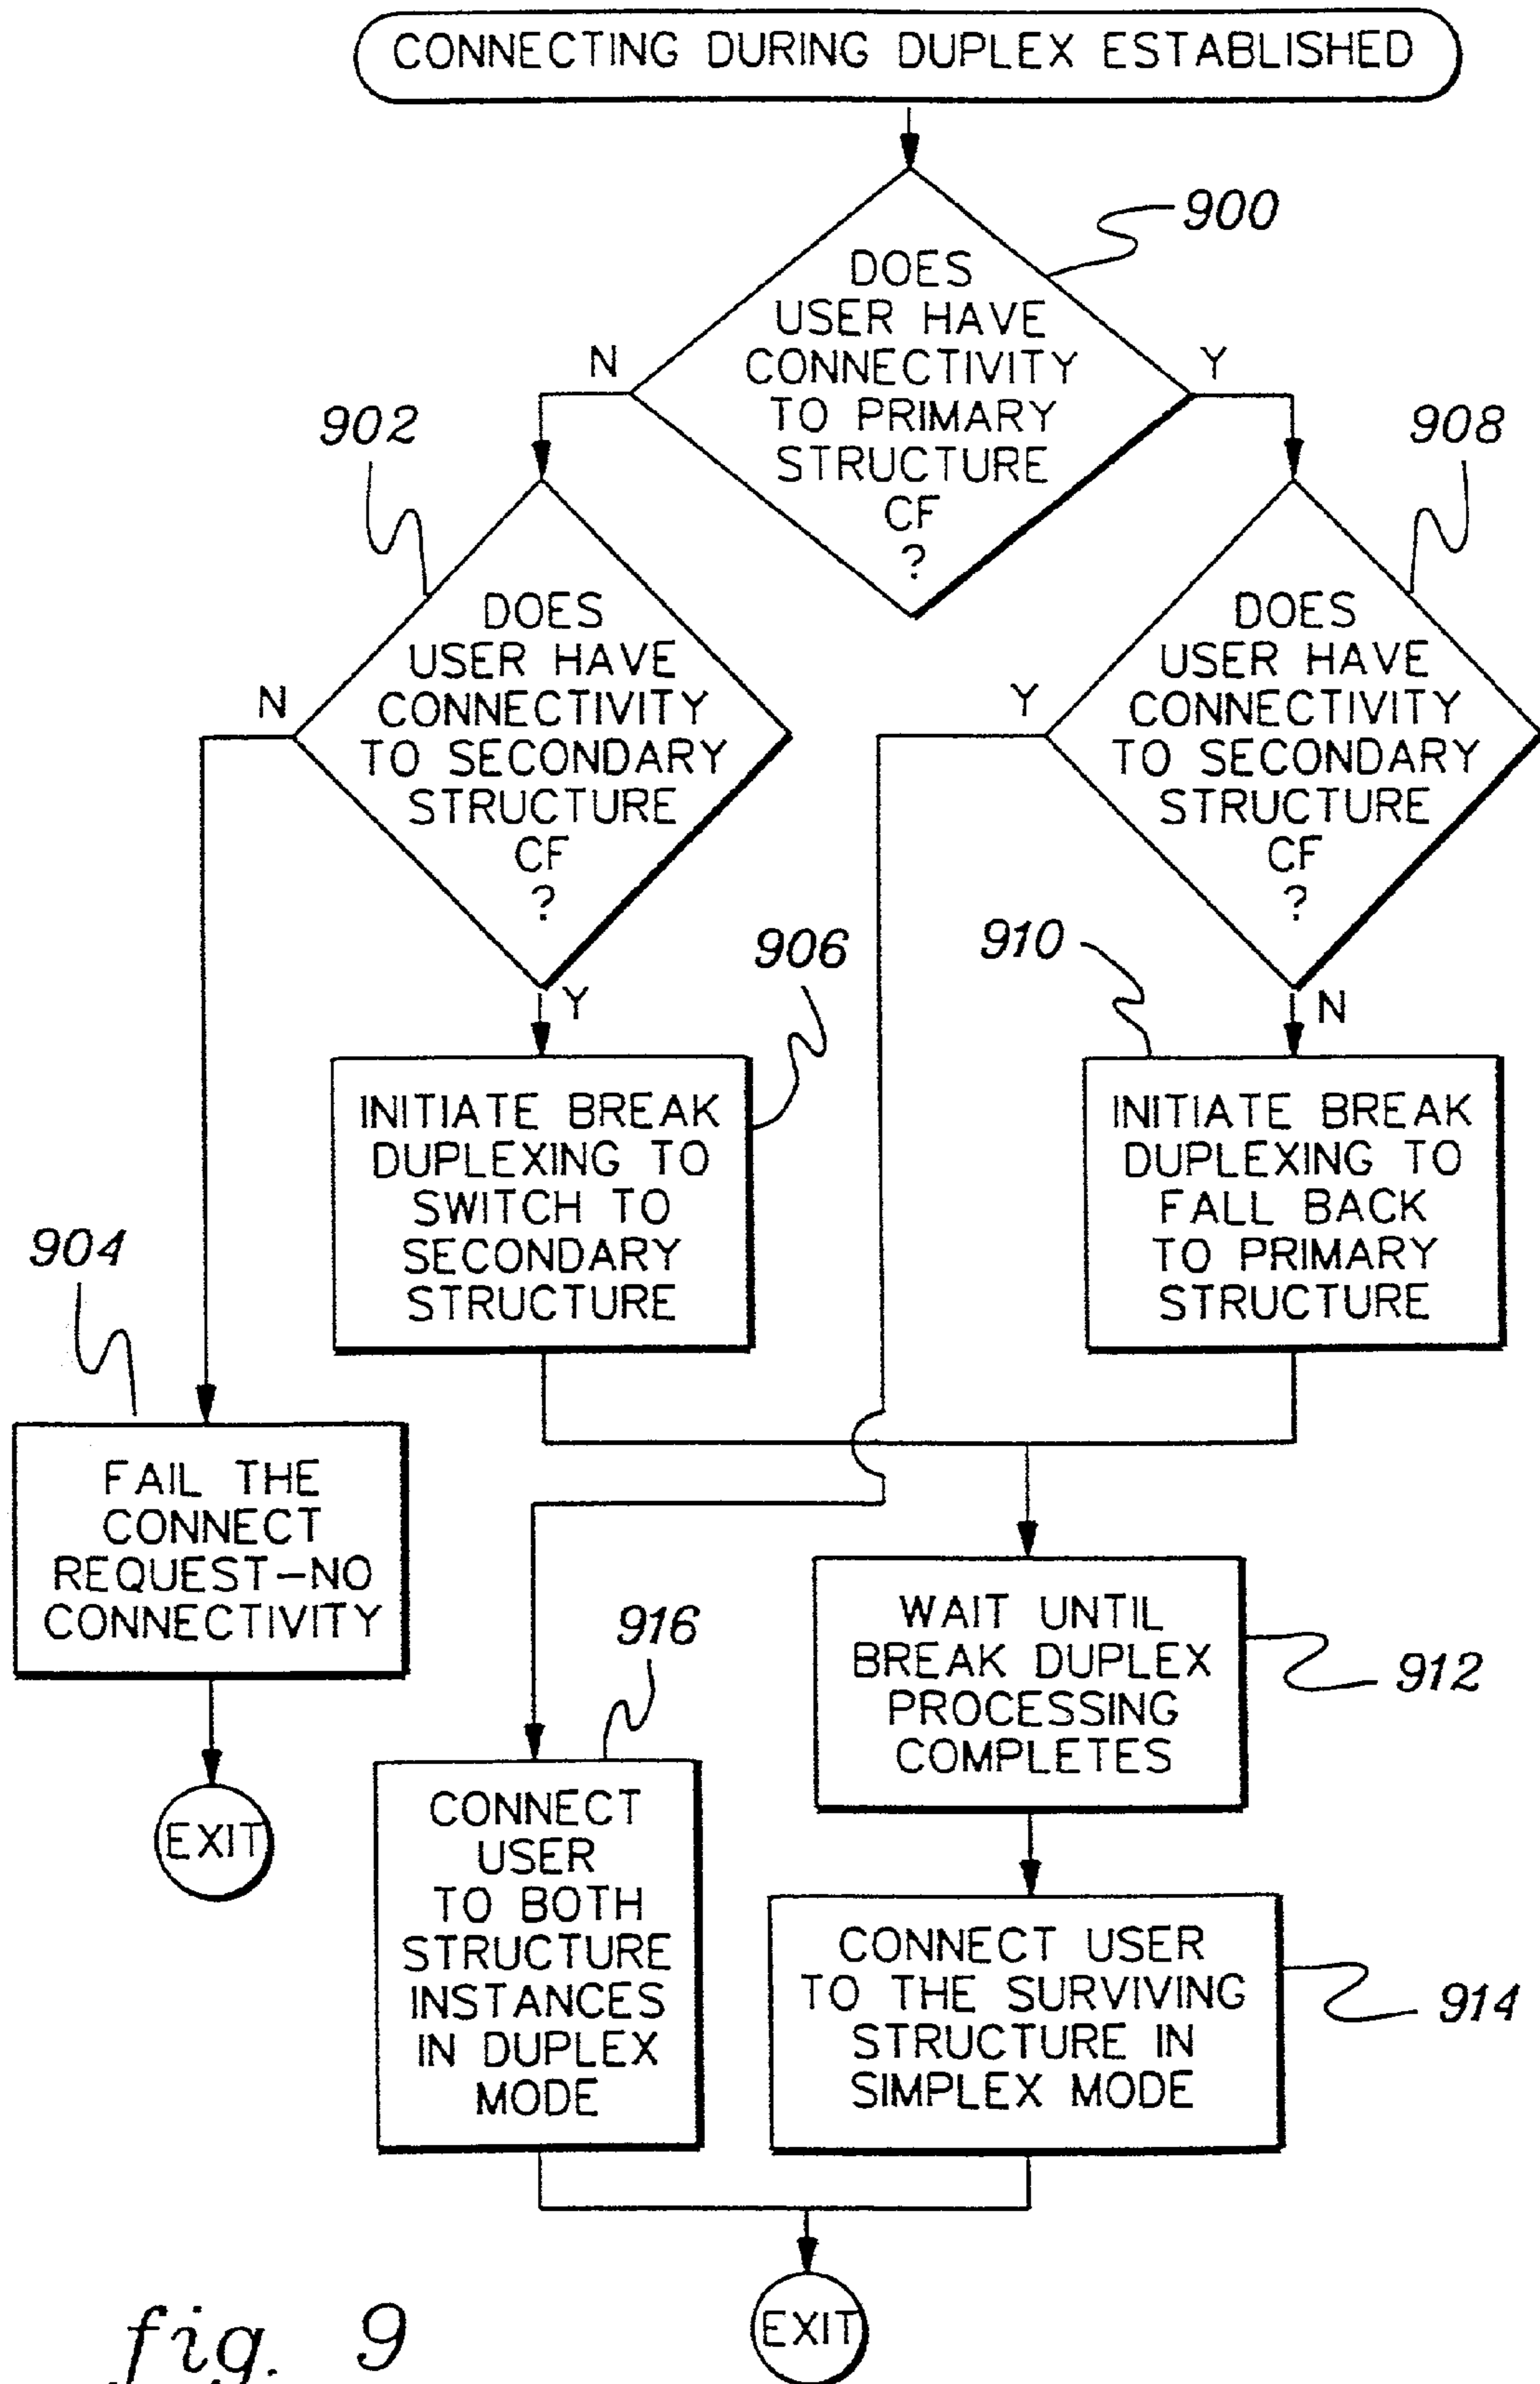 CONNECTING DURING DUPLEX ESTABLISHED
900
DOES
USER HAVE
CONNECTIVITY
TO PRIMARY
STRUCTURE
CF
?
N
Y
902
DOES
USER HAVE
CONNECTIVITY
TO SECONDARY
STRUCTURE
CF
?
N
Y
908
DOES
USER HAVE
CONNECTIVITY
TO SECONDARY
STRUCTURE
CF
?
Y
N
906
INITIATE BREAK
DUPLEXING TO
SWITCH TO
SECONDARY
STRUCTURE
910
INITIATE BREAK
DUPLEXING TO
FALL BACK
TO PRIMARY
STRUCTURE
904
FAIL THE
CONNECT
REQUEST-NO
CONNECTIVITY
EXIT
916
CONNECT
USER
TO BOTH
STRUCTURE
INSTANCES
IN DUPLEX
MODE
WAIT UNTIL
BREAK DUPLEX
PROCESSING
COMPLETES
912
CONNECT USER
TO THE SURVIVING
STRUCTURE IN
SIMPLEX MODE
914
EXIT
fig. 9